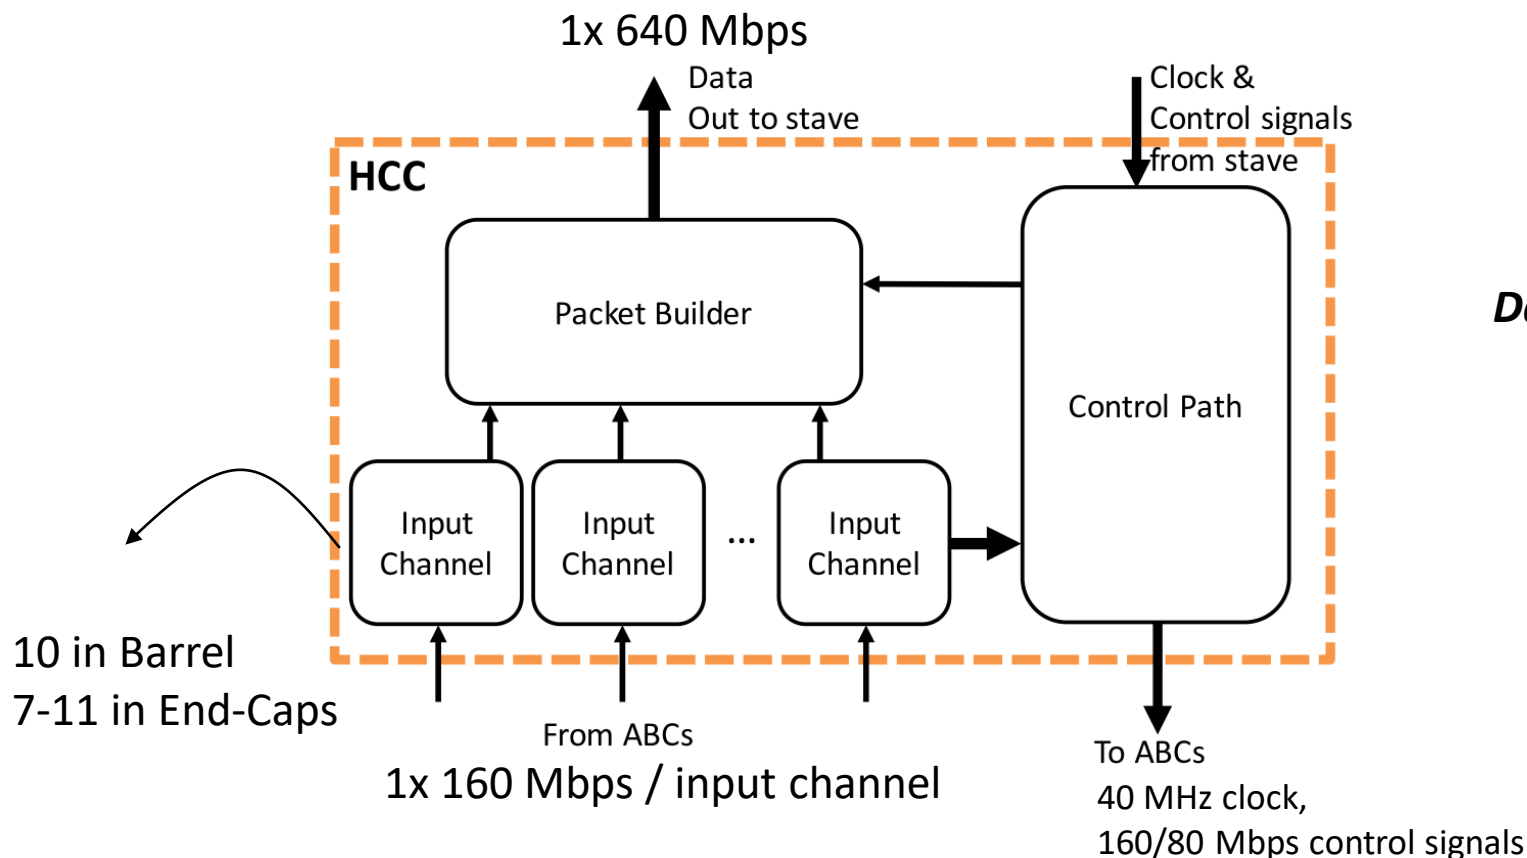 1x 640 Mbps
Data
Out to stave
Clock &
Control signals
from stave
HCC
Packet Builder
Control Path
Input
Channel
Input
Channel
...
Input
Channel
10 in Barrel
7-11 in End-Caps
From ABCs
1x 160 Mbps / input channel
To ABCs
40 MHz clock,
160/80 Mbps control signals